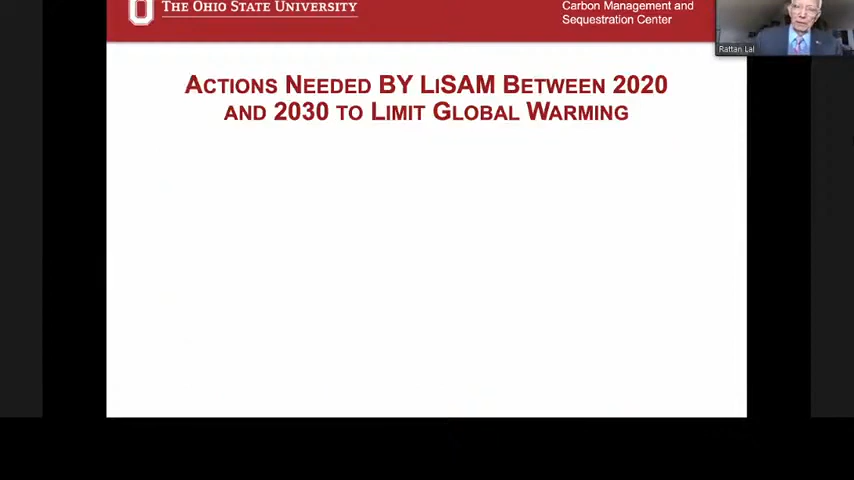 THE OHIO STATE UNIVERSITY
Carbon Management and
Sequestration Center
Rattan Lal
ACTIONS NEEDED BY LiSAM BETWEEN 2020
AND 2030 TO LIMIT GLOBAL WARMING